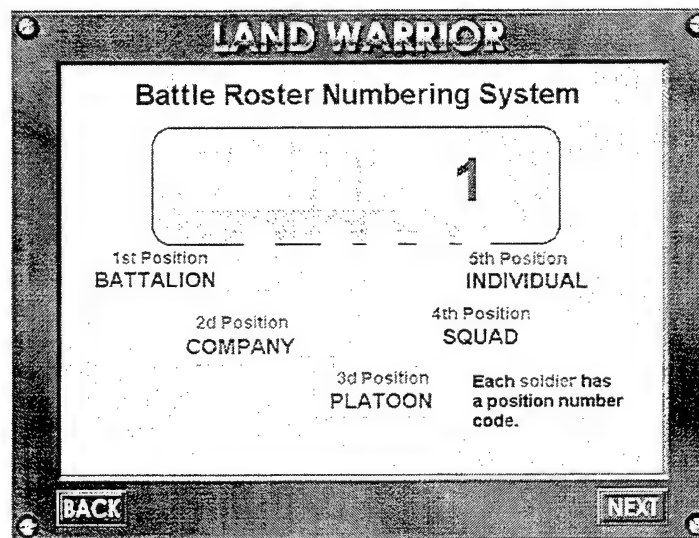 LAND WARRIOR
Battle Roster Numbering System
1
1st Position
BATTALION
5th Position
INDIVIDUAL
2d Position
COMPANY
4th Position
SQUAD
3d Position
PLATOON
Each soldier has
a position number
code.
BACK
NEXT